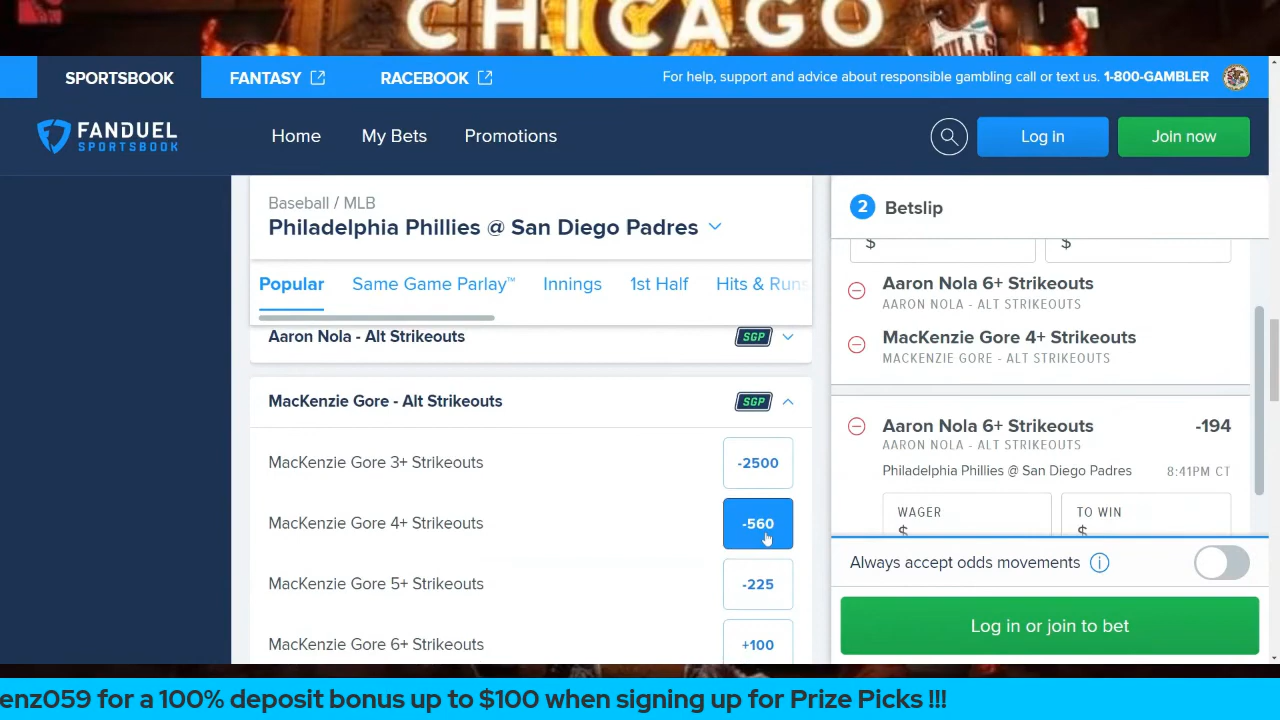 CHICAGO
BULLS
SPORTSBOOK
FANTASY
RACEBOOK
For help, support and advice about responsible gambling call or text us. 1-800-GAMBLER
FANDUEL
SPORTSBOOK
Home
My Bets
Promotions
Log in
Join now
Baseball / MLB
Philadelphia Phillies @ San Diego Padres
Popular
Same Game Parlay™
Innings
1st Half
Hits & Runs
Aaron Nola - Alt Strikeouts
SGP
MacKenzie Gore - Alt Strikeouts
SGP
MacKenzie Gore 3+ Strikeouts
-2500
MacKenzie Gore 4+ Strikeouts
-560
MacKenzie Gore 5+ Strikeouts
-225
MacKenzie Gore 6+ Strikeouts
+100
2 Betslip
$
$
Aaron Nola 6+ Strikeouts
AARON NOLA - ALT STRIKEOUTS
MacKenzie Gore 4+ Strikeouts
MACKENZIE GORE - ALT STRIKEOUTS
Aaron Nola 6+ Strikeouts -194
AARON NOLA - ALT STRIKEOUTS
Philadelphia Phillies @ San Diego Padres 8:41PM CT
WAGER
$
TO WIN
$
Always accept odds movements
Log in or join to bet
enz059 for a 100% deposit bonus up to $100 when signing up for Prize Picks !!!